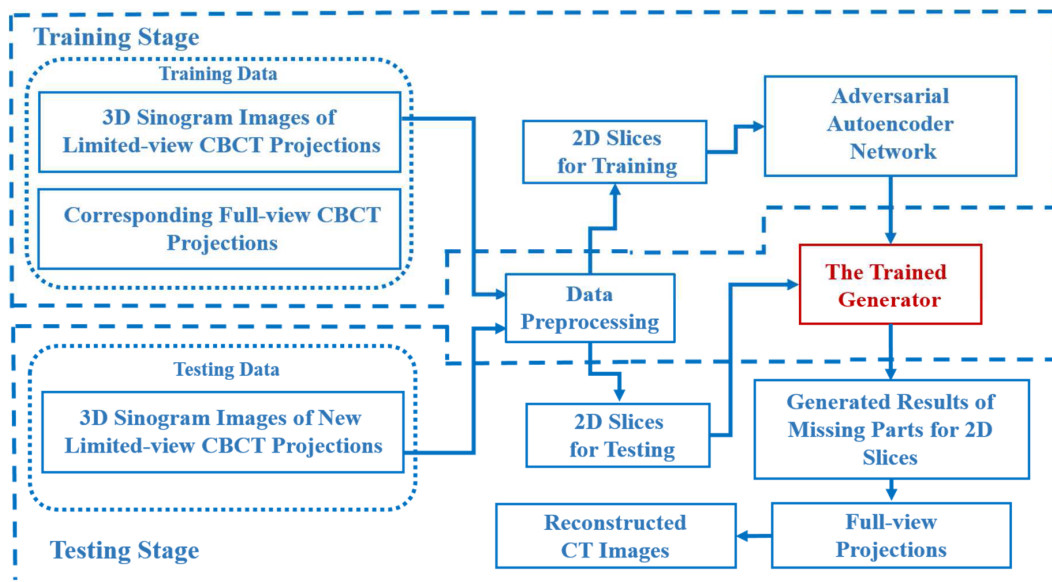 Training Stage
Training Data
3D Sinogram Images of
Limited-view CBCT Projections
Corresponding Full-view CBCT
Projections
2D Slices
for Training
Adversarial
Autoencoder
Network
Data
Preprocessing
The Trained
Generator
Testing Data
3D Sinogram Images of New
Limited-view CBCT Projections
2D Slices
for Testing
Generated Results of
Missing Parts for 2D
Slices
Reconstructed
CT Images
Full-view
Projections
Testing Stage